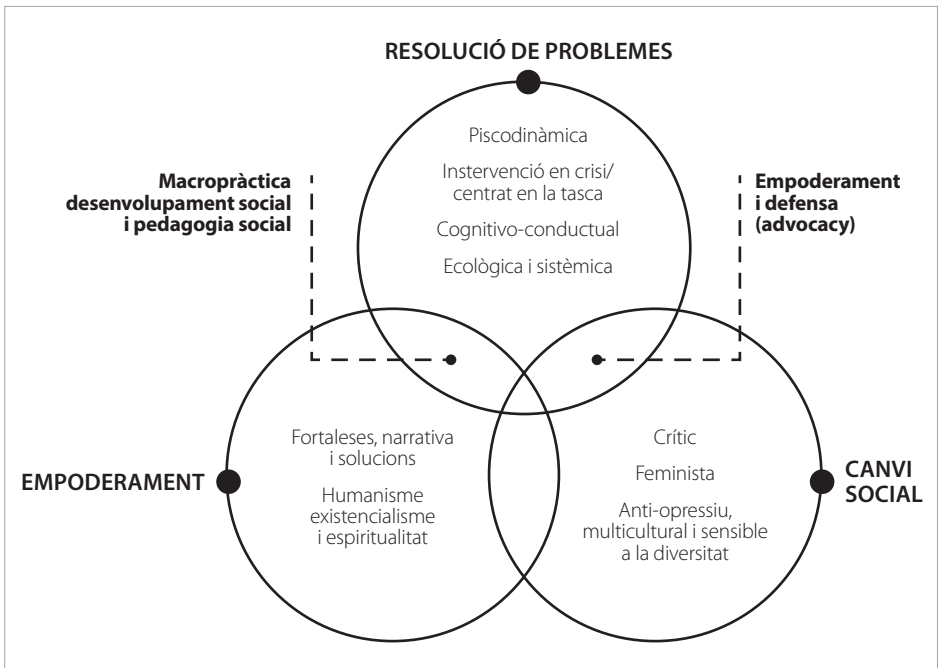 RESOLUCIÓ DE PROBLEMES
Piscodinàmica
Instervenció en crisi/
centrat en la tasca
Cognitivo-conductual
Ecològica i sistèmica
Macropràctica
desenvolupament social
i pedagogia social
Empoderament
i defensa
(advocacy)
EMPODERAMENT
Fortaleses, narrativa
i solucions
Humanisme
existencialisme
i espiritualitat
Crític
Feminista
Anti-opressiu,
multicultural i sensible
a la diversitat
CANVI
SOCIAL